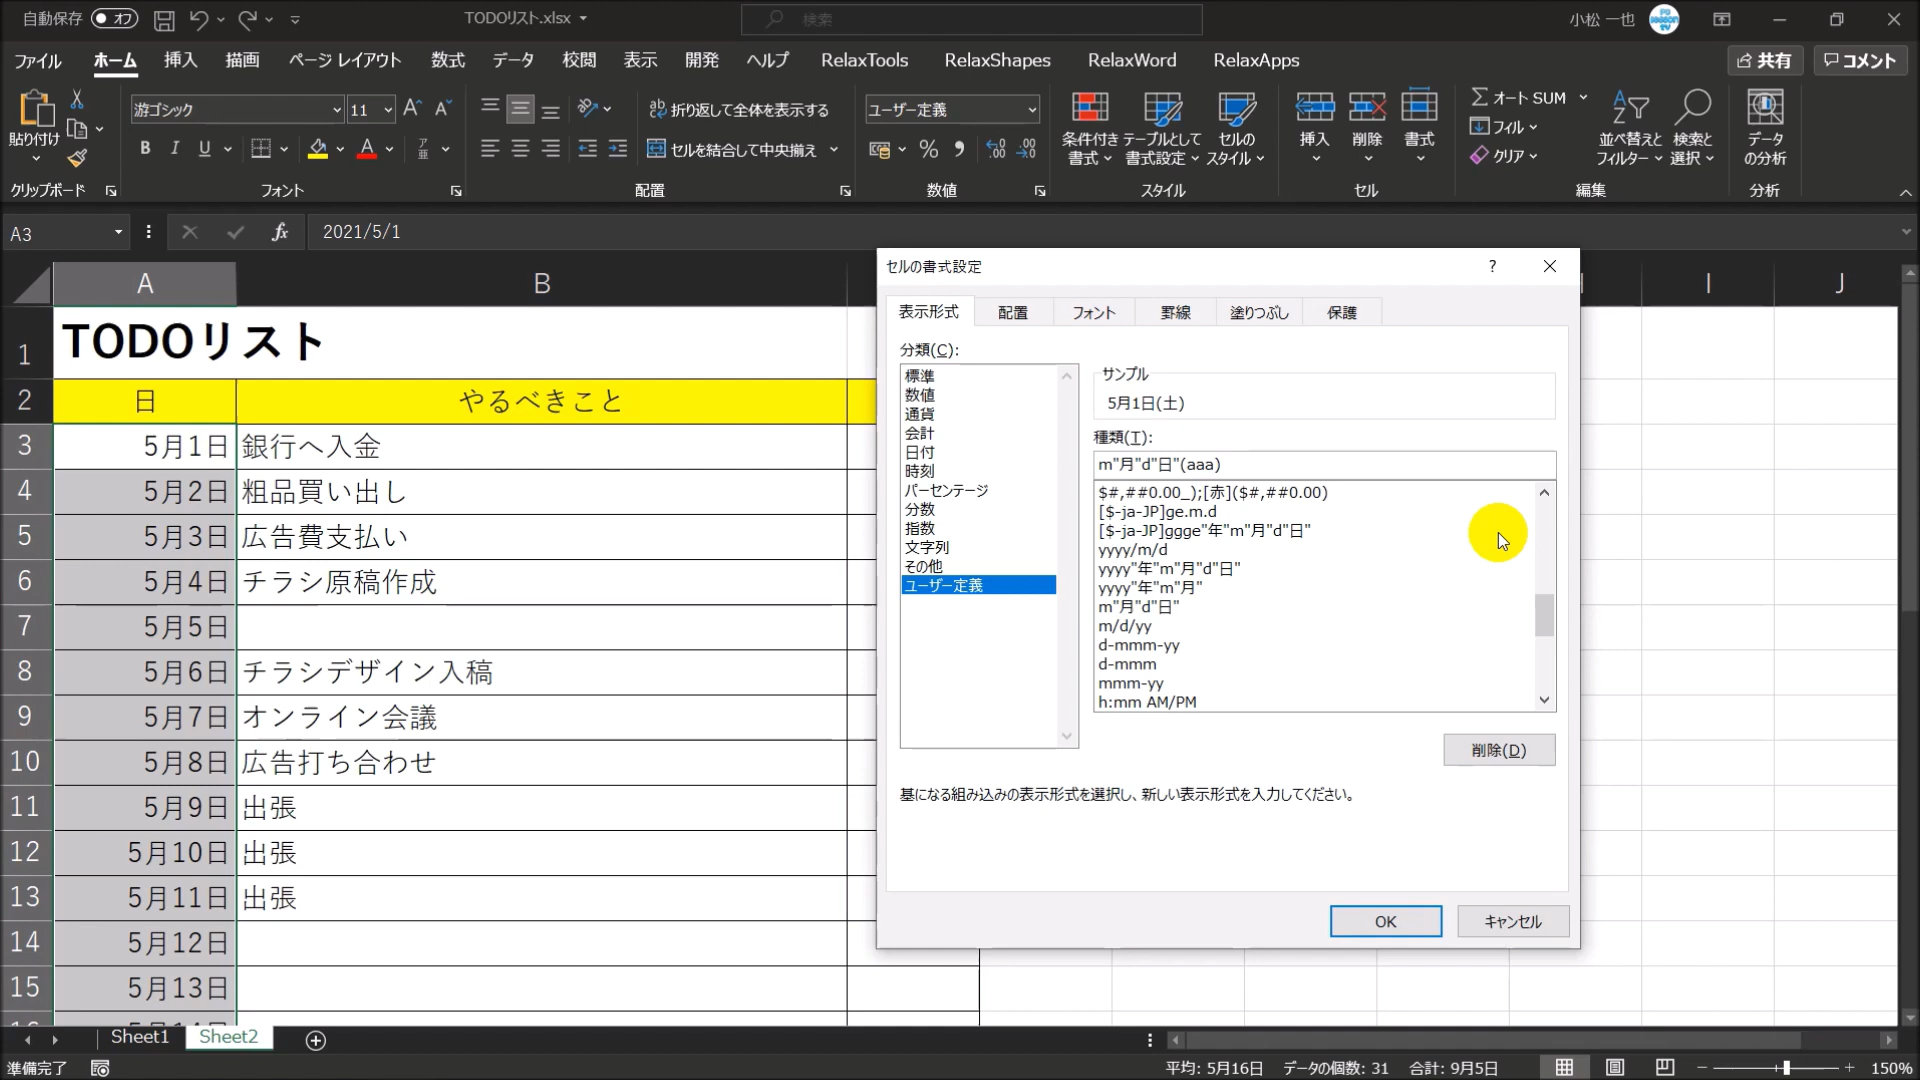 自動保存 オフ TODOリスト.xlsx 検索 小松 一也
ファイル ホーム 挿入 描画 ページ レイアウト 数式 データ 校閲 表示 開発 ヘルプ RelaxTools RelaxShapes RelaxWord RelaxApps 共有 コメント
貼り付け
クリップボード
游ゴシック 11
B I U
フォント
折り返して全体を表示する
セルを結合して中央揃え
配置
ユーザー定義
数値
条件付き書式
テーブルとして書式設定
セルのスタイル
スタイル
挿入 削除 書式
セル
オート SUM
フィル
クリア
並べ替えとフィルター
検索と選択
編集
データの分析
分析
A3 fx 2021/5/1
A B I J
1 TODOリスト
2 日 やるべきこと
3 5月1日 銀行へ入金
4 5月2日 粗品買い出し
5 5月3日 広告費支払い
6 5月4日 チラシ原稿作成
7 5月5日
8 5月6日 チラシデザイン入稿
9 5月7日 オンライン会議
10 5月8日 広告打ち合わせ
11 5月9日 出張
12 5月10日 出張
13 5月11日 出張
14 5月12日
15 5月13日
セルの書式設定 ?
表示形式 配置 フォント 罫線 塗りつぶし 保護
分類(C):
標準
数値
通貨
会計
日付
時刻
パーセンテージ
分数
指数
文字列
その他
ユーザー定義
サンプル
5月1日(土)
種類(T):
m"月"d"日"(aaa)
$#,##0.00_);[赤]($#,##0.00)
[$-ja-JP]ge.m.d
[$-ja-JP]ggge"年"m"月"d"日"
yyyy/m/d
yyyy"年"m"月"d"日"
yyyy"年"m"月"
m"月"d"日"
m/d/yy
d-mmm-yy
d-mmm
mmm-yy
h:mm AM/PM
削除(D)
基になる組み込みの表示形式を選択し、新しい表示形式を入力してください。
OK キャンセル
Sheet1 Sheet2
準備完了 平均: 5月16日 データの個数: 31 合計: 9月5日 150%